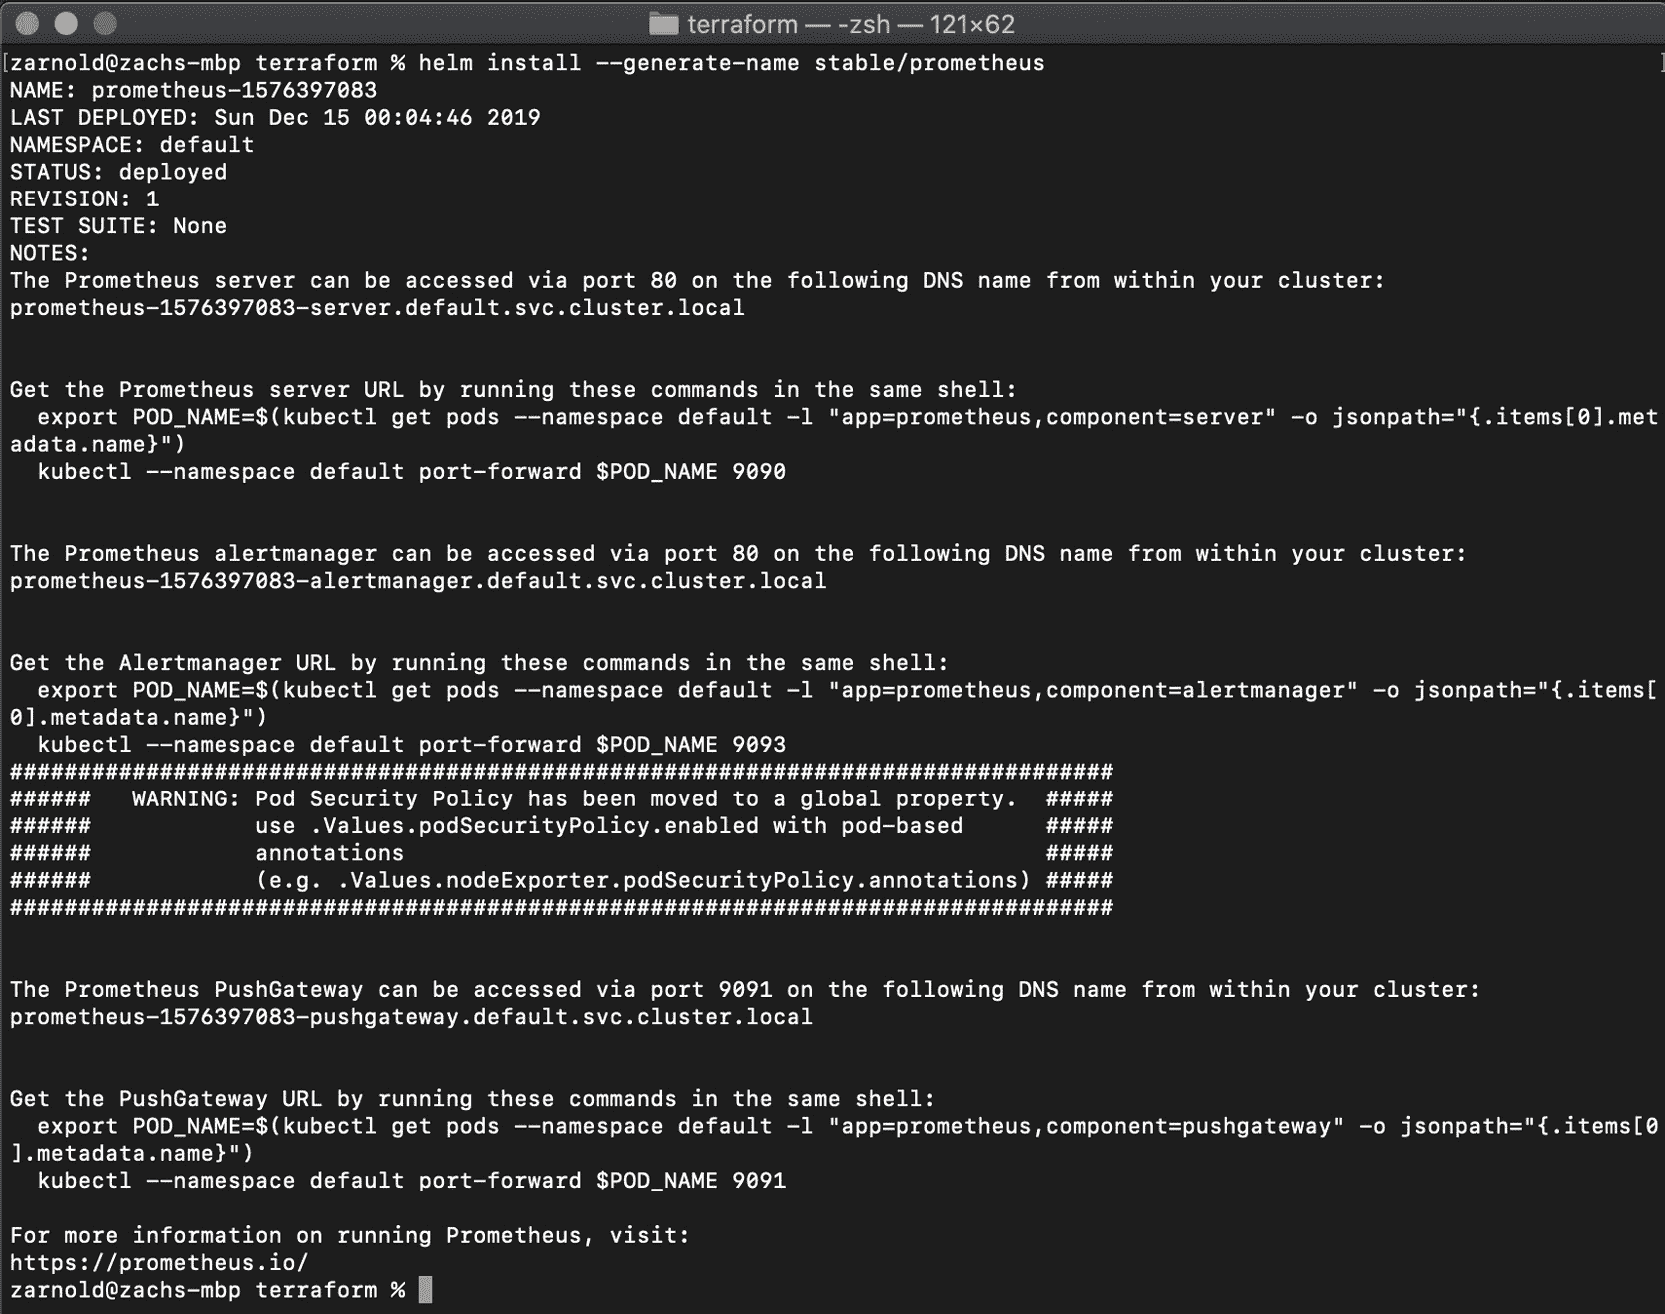 terraform — -zsh — 121×62
[zarnold@zachs-mbp terraform % helm install --generate-name stable/prometheus ]
NAME: prometheus-1576397083
LAST DEPLOYED: Sun Dec 15 00:04:46 2019
NAMESPACE: default
STATUS: deployed
REVISION: 1
TEST SUITE: None
NOTES:
The Prometheus server can be accessed via port 80 on the following DNS name from within your cluster:
prometheus-1576397083-server.default.svc.cluster.local
Get the Prometheus server URL by running these commands in the same shell:
  export POD_NAME=$(kubectl get pods --namespace default -l "app=prometheus,component=server" -o jsonpath="{.items[0].met
adata.name}")
  kubectl --namespace default port-forward $POD_NAME 9090
The Prometheus alertmanager can be accessed via port 80 on the following DNS name from within your cluster:
prometheus-1576397083-alertmanager.default.svc.cluster.local
Get the Alertmanager URL by running these commands in the same shell:
  export POD_NAME=$(kubectl get pods --namespace default -l "app=prometheus,component=alertmanager" -o jsonpath="{.items[
0].metadata.name}")
  kubectl --namespace default port-forward $POD_NAME 9093
#################################################################################
######   WARNING: Pod Security Policy has been moved to a global property.  #####
######            use .Values.podSecurityPolicy.enabled with pod-based      #####
######            annotations                                               #####
######            (e.g. .Values.nodeExporter.podSecurityPolicy.annotations) #####
#################################################################################
The Prometheus PushGateway can be accessed via port 9091 on the following DNS name from within your cluster:
prometheus-1576397083-pushgateway.default.svc.cluster.local
Get the PushGateway URL by running these commands in the same shell:
  export POD_NAME=$(kubectl get pods --namespace default -l "app=prometheus,component=pushgateway" -o jsonpath="{.items[0
].metadata.name}")
  kubectl --namespace default port-forward $POD_NAME 9091
For more information on running Prometheus, visit:
https://prometheus.io/
zarnold@zachs-mbp terraform %